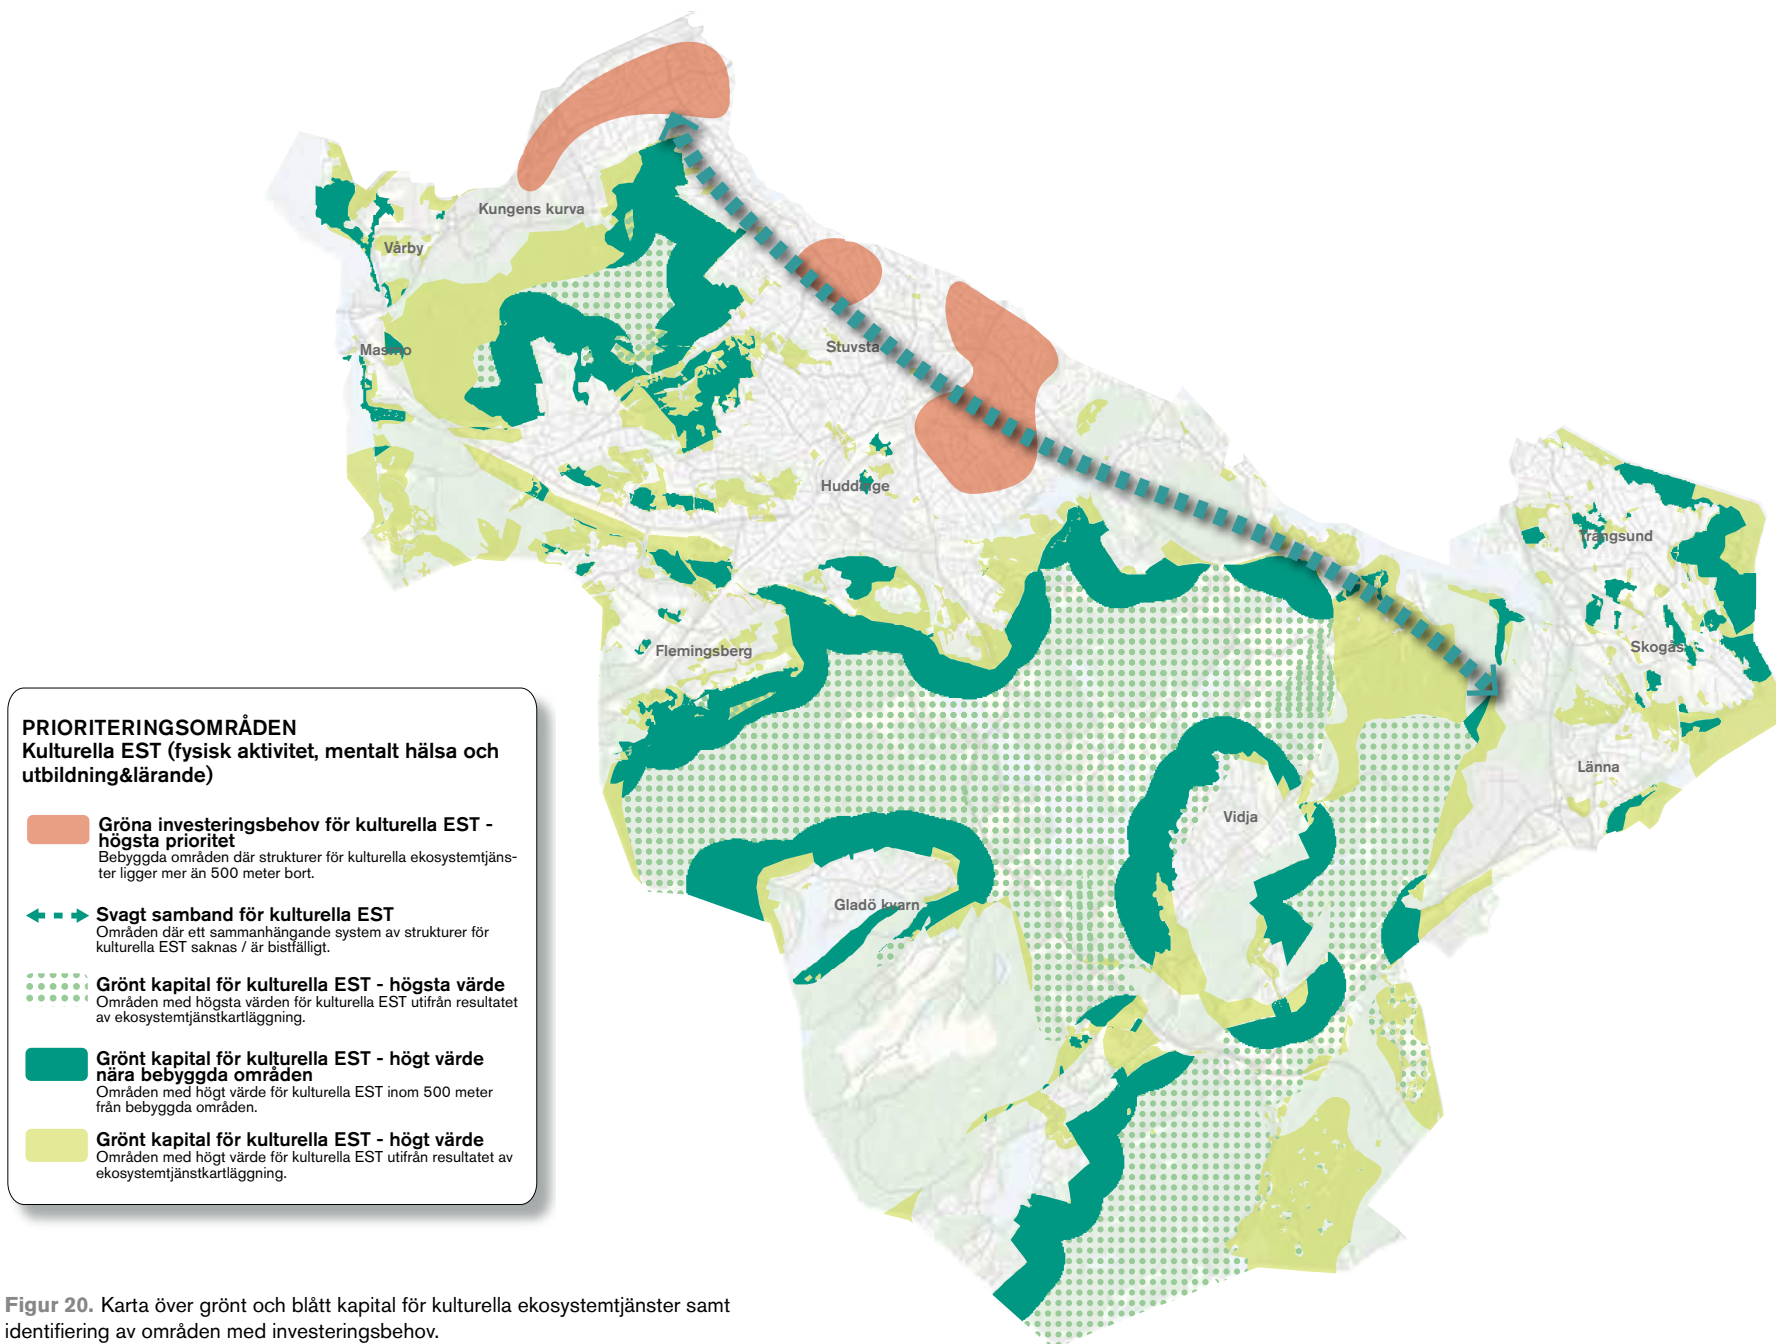 Kungens kurva
Vårby
Masmo
Stuvsta
Huddinge
Trångsund
Skogås
Flemingsberg
Länna
Vidja
Gladö kvarn
PRIORITERINGSOMRÅDEN
Kulturella EST (fysisk aktivitet, mentalt hälsa och
utbildning&lärande)
Gröna investeringsbehov för kulturella EST -
högsta prioritet
Bebyggda områden där strukturer för kulturella ekosystemtjäns-
ter ligger mer än 500 meter bort.
Svagt samband för kulturella EST
Områden där ett sammanhängande system av strukturer för
kulturella EST saknas / är bistfälligt.
Grönt kapital för kulturella EST - högsta värde
Områden med högsta värden för kulturella EST utifrån resultatet
av ekosystemtjänstkartläggning.
Grönt kapital för kulturella EST - högt värde
nära bebyggda områden
Områden med högt värde för kulturella EST inom 500 meter
från bebyggda områden.
Grönt kapital för kulturella EST - högt värde
Områden med högt värde för kulturella EST utifrån resultatet av
ekosystemtjänstkartläggning.
Figur 20. Karta över grönt och blått kapital för kulturella ekosystemtjänster samt
identifiering av områden med investeringsbehov.